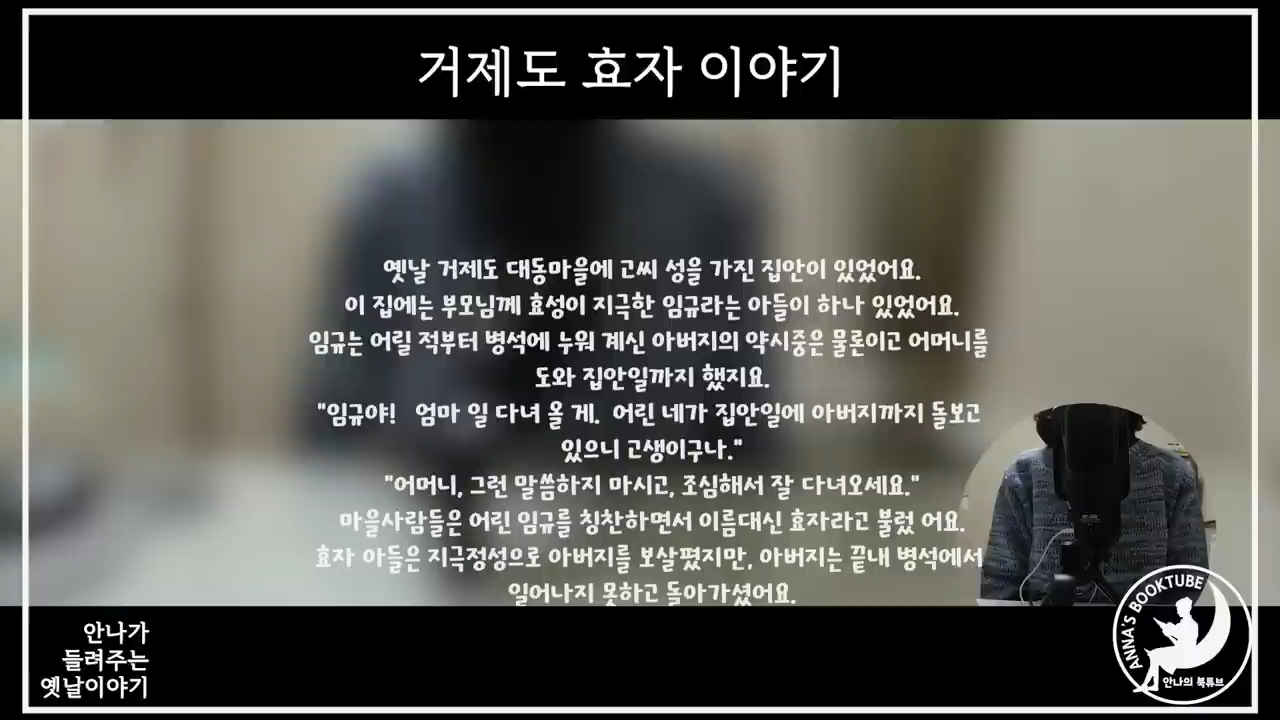 거제도 효자 이야기
옛날 거제도 대동마을에 고씨 성을 가진 집안이 있었어요.
이 집에는 부모님께 효성이 지극한 임규라는 아들이 하나 있었어요.
임규는 어릴 적부터 병석에 누워 계신 아버지의 약시중은 물론이고 어머니를
도와 집안일까지 했지요.
"임규야!  엄마 일 다녀 올 게.  어린 네가 집안일에 아버지까지 돌보고
있으니 고생이구나."
"어머니, 그런 말씀하지 마시고, 조심해서 잘 다녀오세요."
마을사람들은 어린 임규를 칭찬하면서 이름대신 효자라고 불렀 어요.
효자 아들은 지극정성으로 아버지를 보살폈지만, 아버지는 끝내 병석에서
일어나지 못하고 돌아가셨어요.
안나가
들려주는
옛날이야기
ANNA'S BOOKTUBE
안나의 북튜브